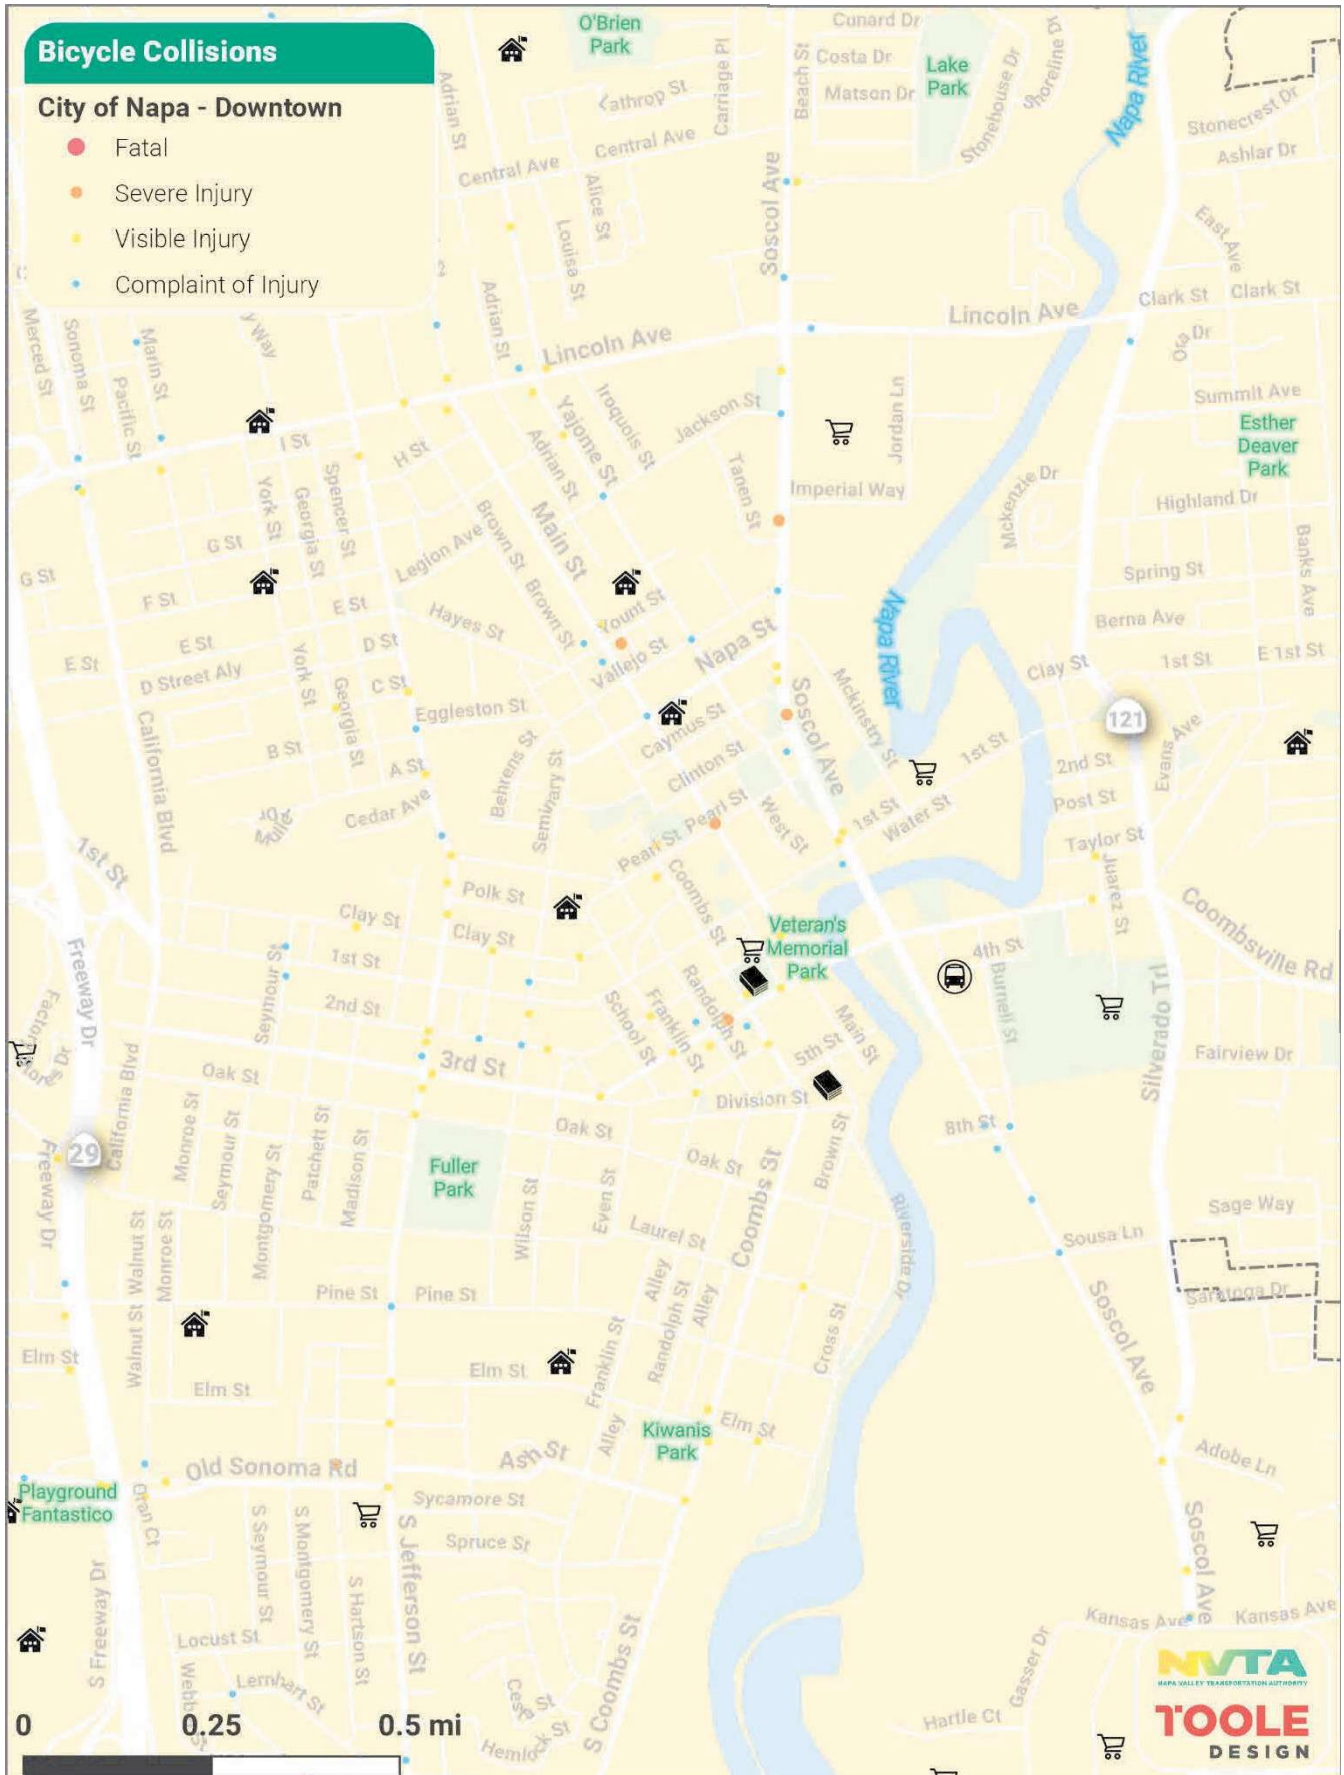 Bicycle Collisions
City of Napa - Downtown
Fatal
Severe Injury
Visible Injury
Complaint of Injury
O'Brien
Park
Cunard Dr
Costa Dr
Matson Dr
Lake
Park
Beach St
Carriage Pl
Lathrop St
Central Ave
Central Ave
Adrian St
Alice St
Louisa St
Soscol Ave
Stonehouse Dr
Shoreline Dr
Napa River
Stonecrest Dr
Ashlar Dr
East Ave
Clark St
Clark St
Lincoln Ave
Lincoln Ave
Ora Dr
Summit Ave
Esther
Deaver
Park
Merced St
Sonoma St
Marin St
Pacific St
y Way
Adrian St
Iroquois St
Yajome St
Adrian St
Jackson St
Jordan Ln
Tanen St
Imperial Way
Mckenzie Dr
Highland Dr
Banks Ave
I St
H St
York St
Georgia St
Spencer St
Main St
Brown St
Legion Ave
G St
G St
F St
E St
E St
E St
Hayes St
Brown St
Yount St
Vallejo St
Napa St
Napa River
Spring St
Berna Ave
Clay St
1st St
E 1st St
D St
D Street Aly
York St
Georgia St
C St
Eggleston St
California Blvd
B St
A St
Behrens St
Seminary St
Caymus St
Clinton St
Soscol Ave
Mckinstry St
121
1st St
2nd St
Evans Ave
Post St
Taylor St
Juarez St
Muller Dr
Cedar Ave
Pearl St
Pearl St
West St
1st St
Water St
1st St
Polk St
Coombs St
Clay St
Clay St
Veteran's
Memorial
Park
4th St
Burnell St
Coombsville Rd
Freeway Dr
Seymour St
1st St
2nd St
3rd St
School St
Franklin St
Randolph St
Main St
5th St
Silverado Trl
Fairview Dr
Oak St
California Blvd
Division St
8th St
29
Freeway Dr
Monroe St
Seymour St
Montgomery St
Patchett St
Madison St
Fuller
Park
Oak St
Oak St
Wilson St
Even St
Laurel St
Coombs St
Brown St
Riverside Dr
Sage Way
Sousa Ln
Saratoga Dr
Walnut St
Monroe St
Walnut St
Pine St
Pine St
Alley
Randolph St
Alley
Cross St
Soscol Ave
Elm St
Elm St
Elm St
Franklin St
Alley
Kiwanis
Park
Elm St
Old Sonoma Rd
Ash St
Adobe Ln
Playground
Fantastico
Oran Ct
S Seymour St
S Montgomery St
Sycamore St
Spruce St
S Jefferson St
S Hartson St
S Freeway Dr
Locust St
Lernhart St
S Coombs St
Hemlock St
Soscol Ave
Kansas Ave
Kansas Ave
Gasser Dr
Hartle Ct
0 0.25 0.5 mi
NVTA
NAPA VALLEY TRANSPORTATION AUTHORITY
TOOLE
DESIGN